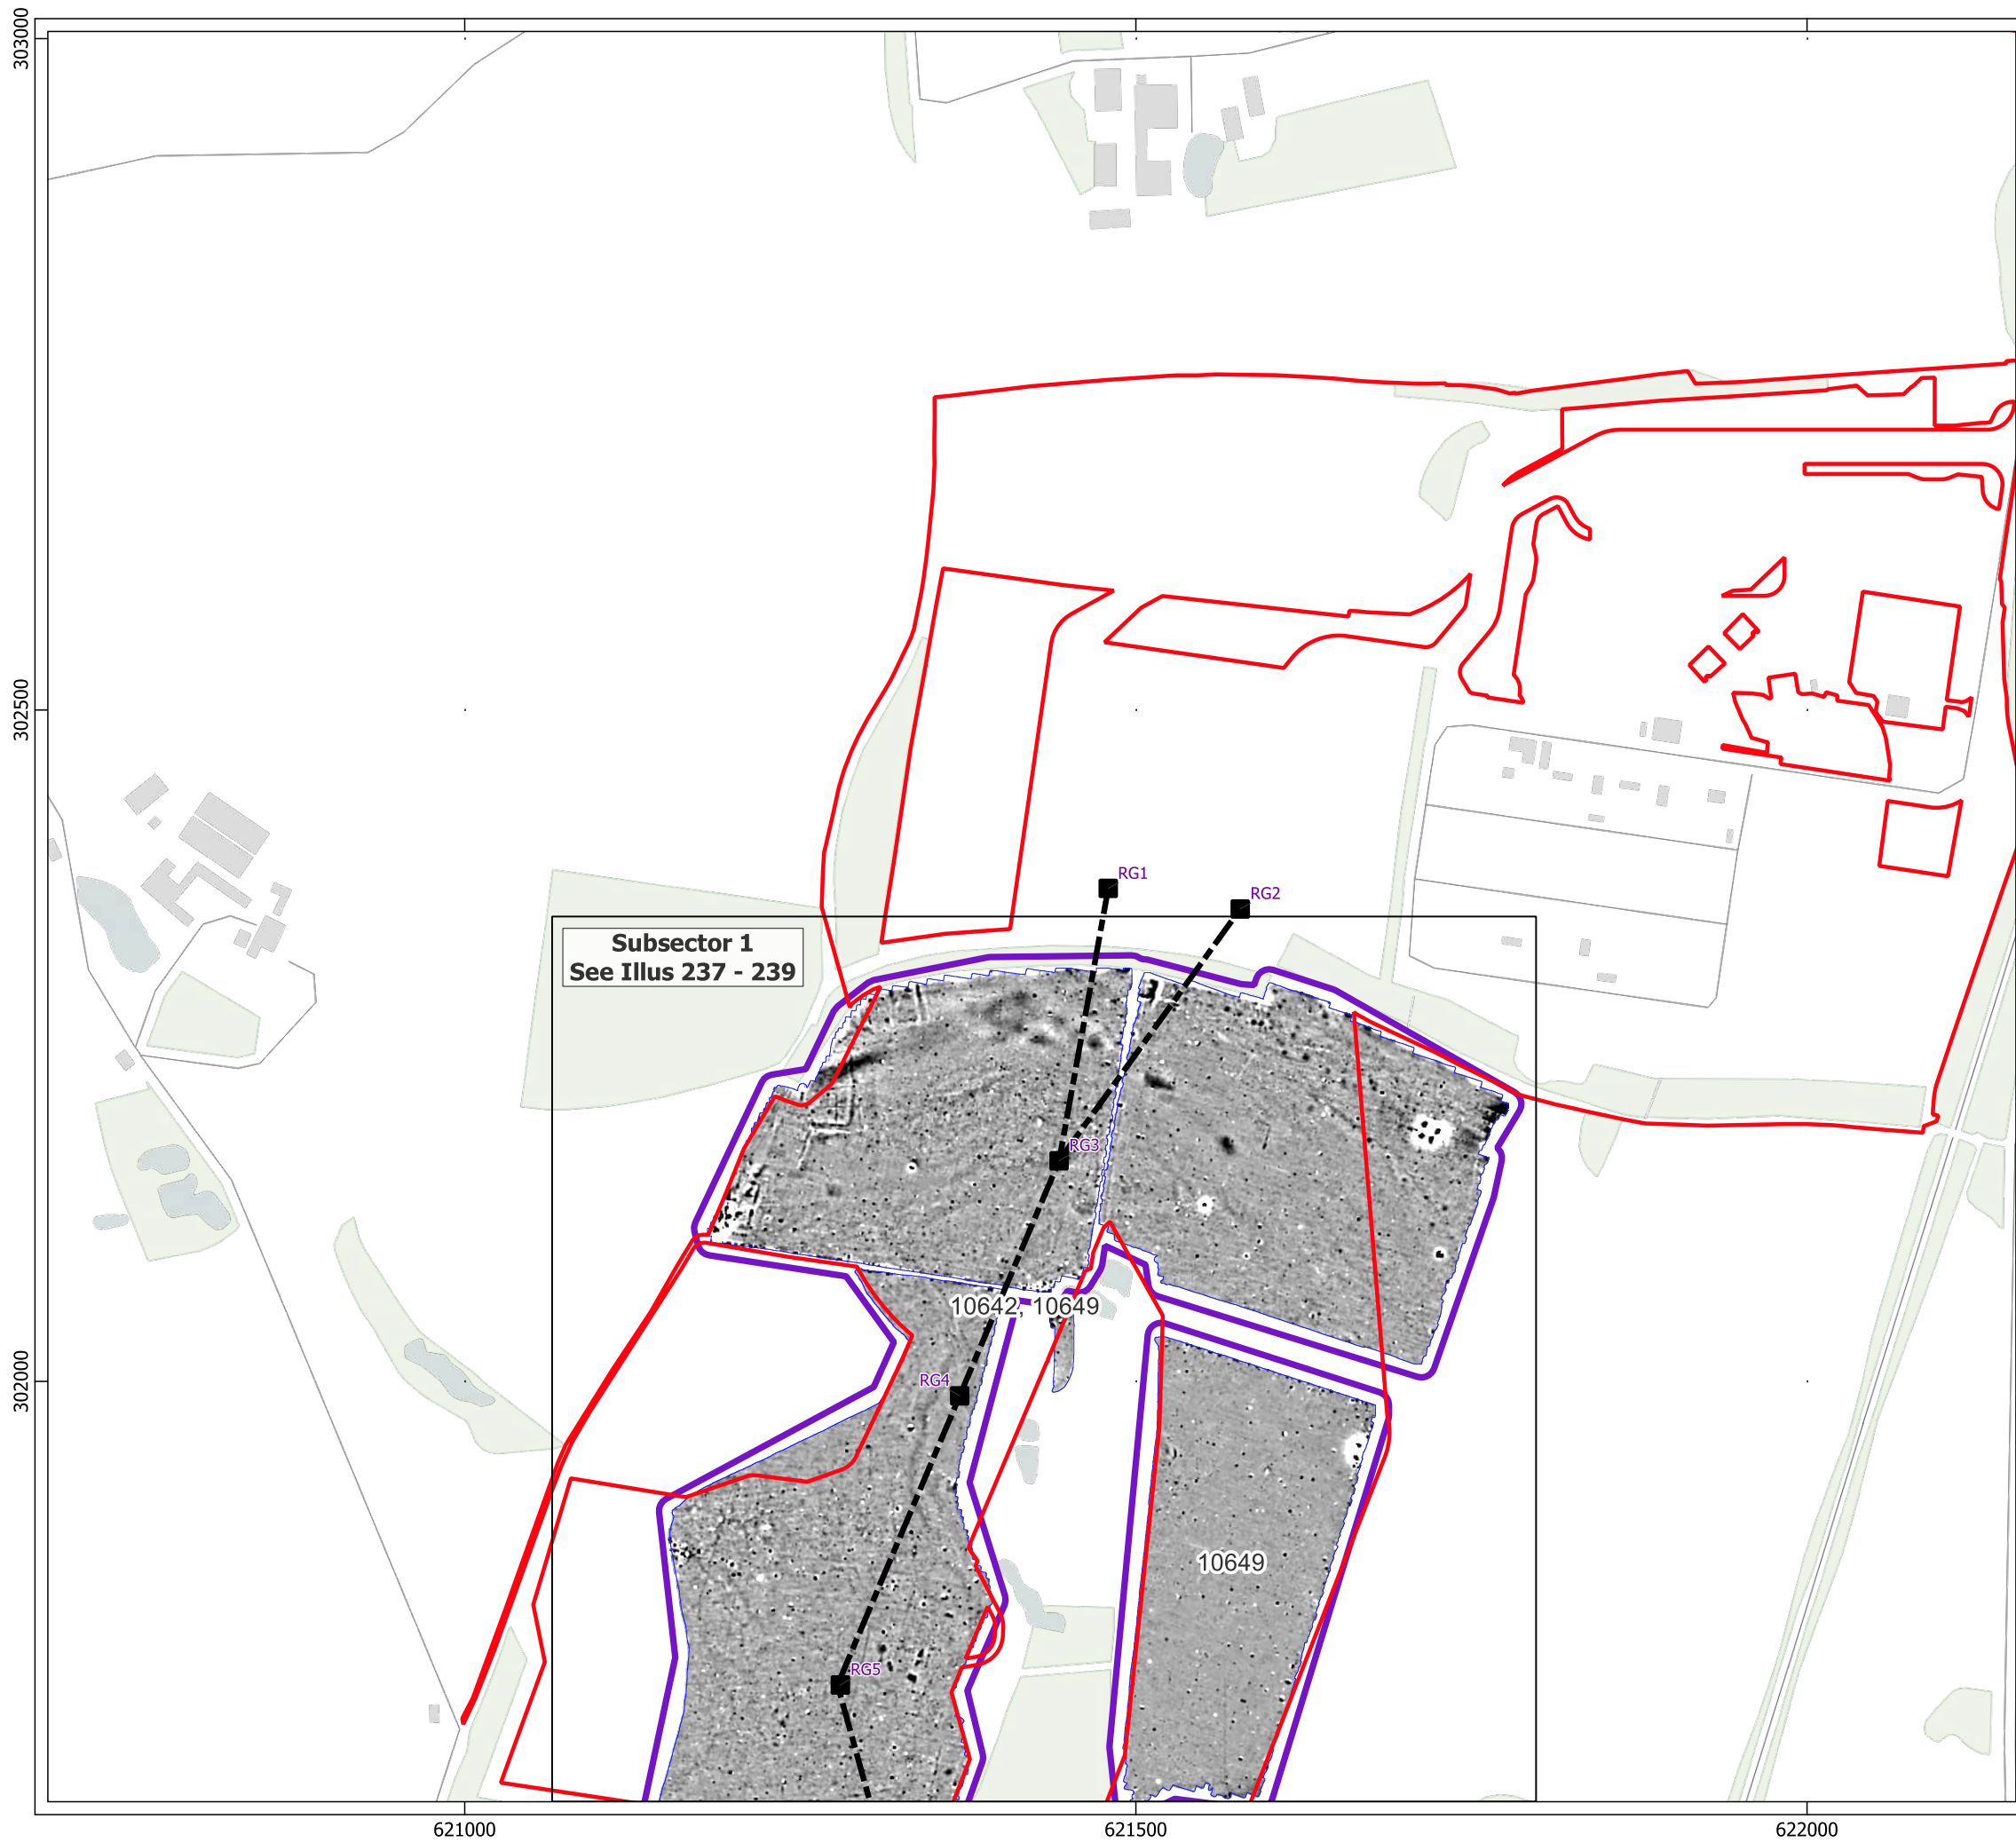 303000
302500
RG1
RG2
Subsector 1
See Illus 237 - 239
RG3
10642, 10649
302000
RG4
10649
RG5
621000
621500
622000